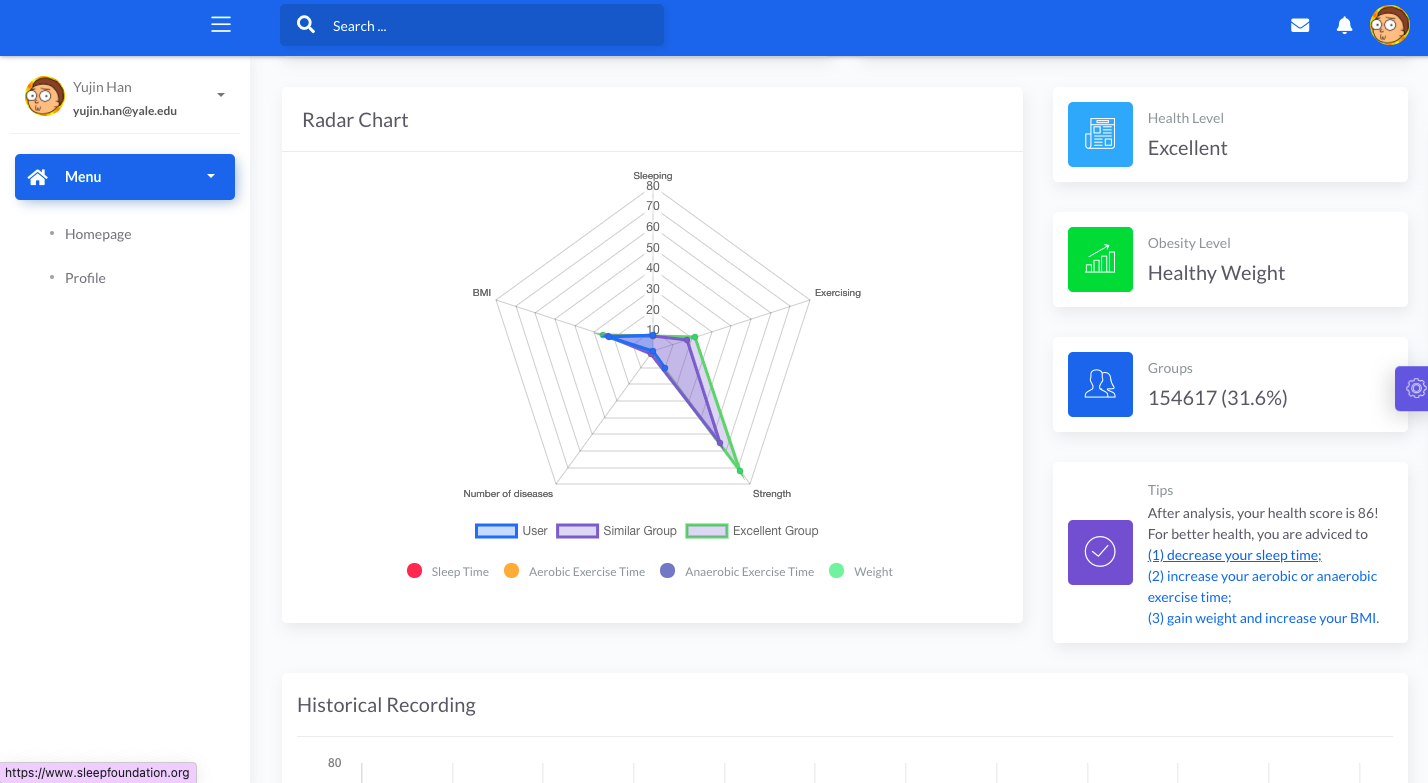 Search ...
Yujin Han
yujin.han@yale.edu
Menu
Homepage
Profile
Radar Chart
Sleeping
80
70
60
50
40
30
20
10
BMI
Exercising
Number of diseases
Strength
User Similar Group Excellent Group
Sleep Time Aerobic Exercise Time Anaerobic Exercise Time Weight
Health Level
Excellent
Obesity Level
Healthy Weight
Groups
154617 (31.6%)
Tips
After analysis, your health score is 86!
For better health, you are adviced to
(1) decrease your sleep time;
(2) increase your aerobic or anaerobic
exercise time;
(3) gain weight and increase your BMI.
Historical Recording
80
https://www.sleepfoundation.org